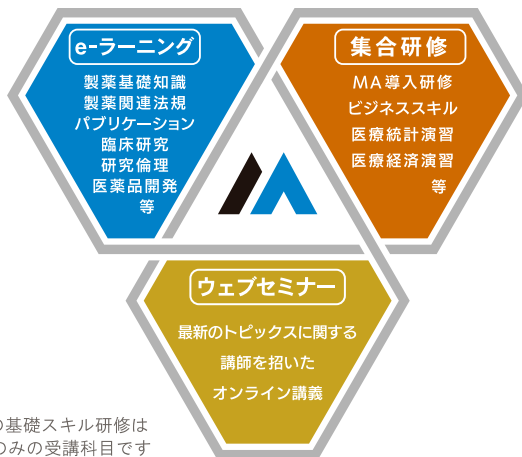 e-ラーニング
製薬基礎知識
製薬関連法規
パブリケーション
臨床研究
研究倫理
医薬品開発
等
集合研修
MA導入研修
ビジネススキル
医療統計演習
医療経済演習
等
ウェブセミナー
最新のトピックスに関する
講師を招いた
オンライン講義
の基礎スキル研修は
のみの受講科目です